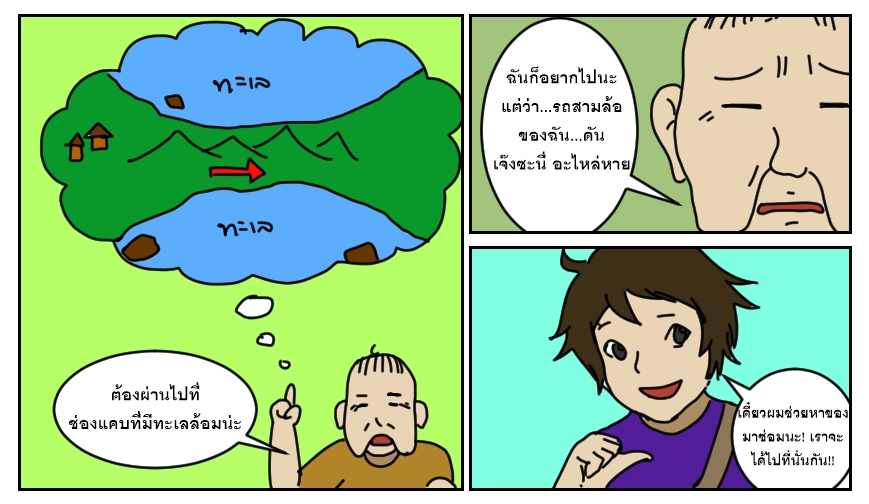 ทะเล
ทะเล
ต้องผ่านไปที่
ช่องแคบที่มีทะเลล้อมน่ะ
ฉันก็อยากไปนะ
แต่ว่า...รถสามล้อ
ของฉัน...ดัน
เจ๊งซะนี่ อะไหล่หาย
เดี๋ยวผมช่วยหาของ
มาซ่อมนะ! เราจะ
ได้ไปที่นั่นกัน!!